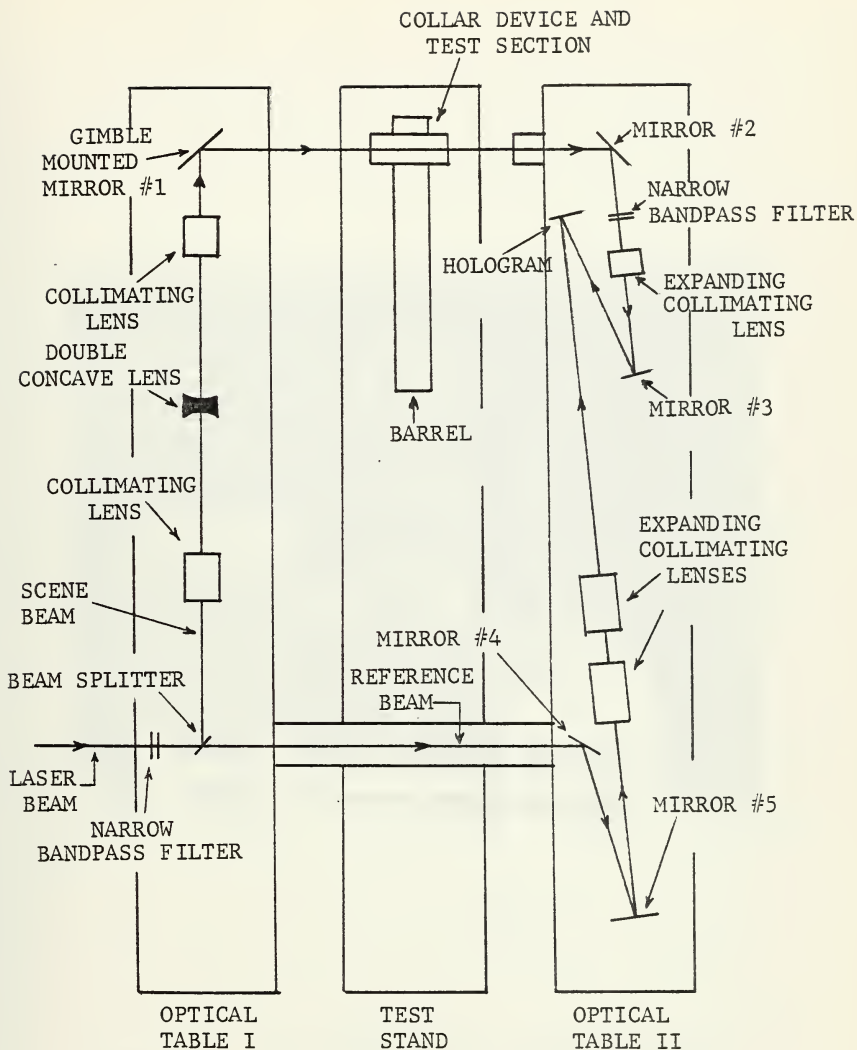 COLLAR DEVICE AND
TEST SECTION
GIMBLE
MOUNTED
MIRROR #1
MIRROR #2
NARROW
BANDPASS FILTER
HOLOGRAM
EXPANDING
COLLIMATING
LENS
COLLIMATING
LENS
DOUBLE
CONCAVE LENS
MIRROR #3
BARREL
COLLIMATING
LENS
EXPANDING
COLLIMATING
LENSES
SCENE
BEAM
MIRROR #4
BEAM SPLITTER
REFERENCE
BEAM
LASER
BEAM
NARROW
BANDPASS FILTER
MIRROR #5
OPTICAL
TABLE I
TEST
STAND
OPTICAL
TABLE II